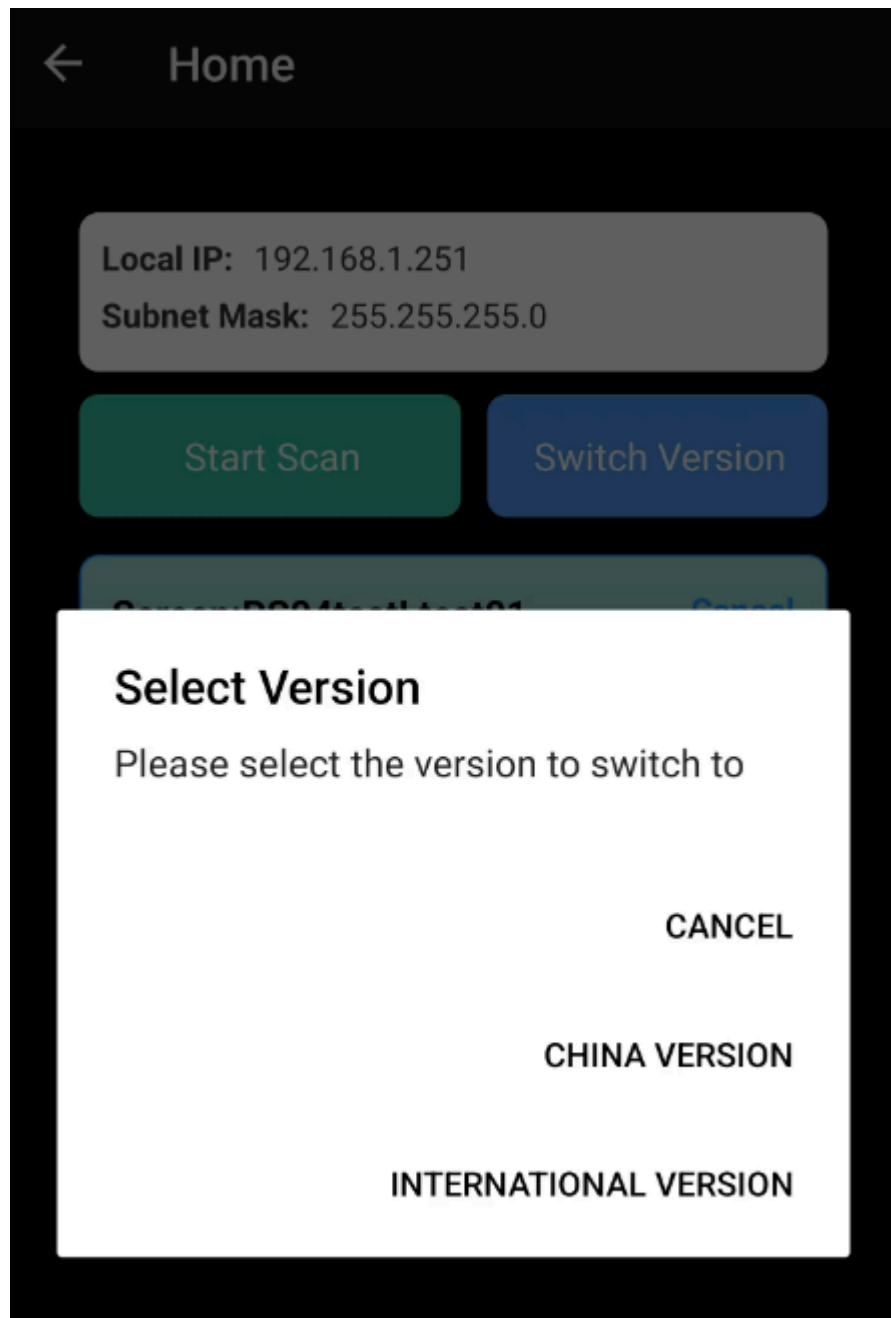 Home
Local IP: 192.168.1.251
Subnet Mask: 255.255.255.0
Start Scan
Switch Version
Cancel
Select Version
Please select the version to switch to
CANCEL
CHINA VERSION
INTERNATIONAL VERSION